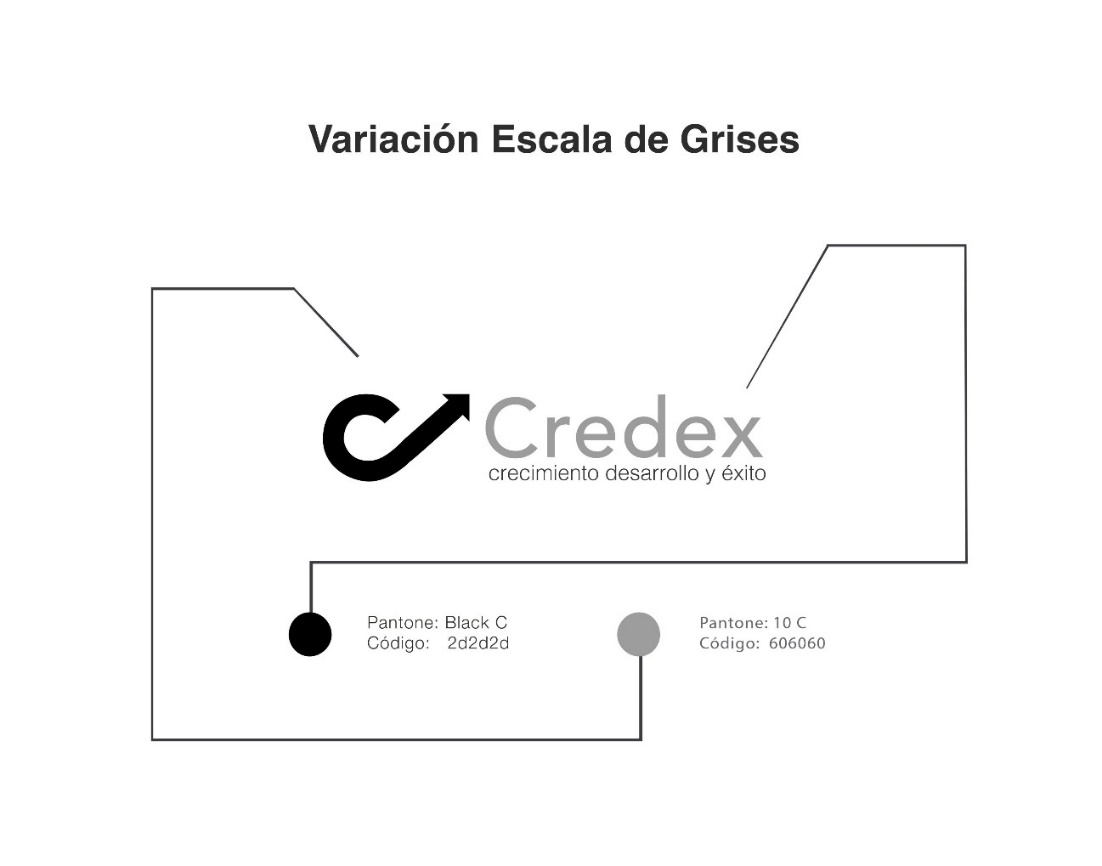 Variación Escala de Grises
Credex
crecimiento desarrollo y éxito
Pantone: Black C
Código: 2d2d2d
Pantone: 10 C
Código: 606060